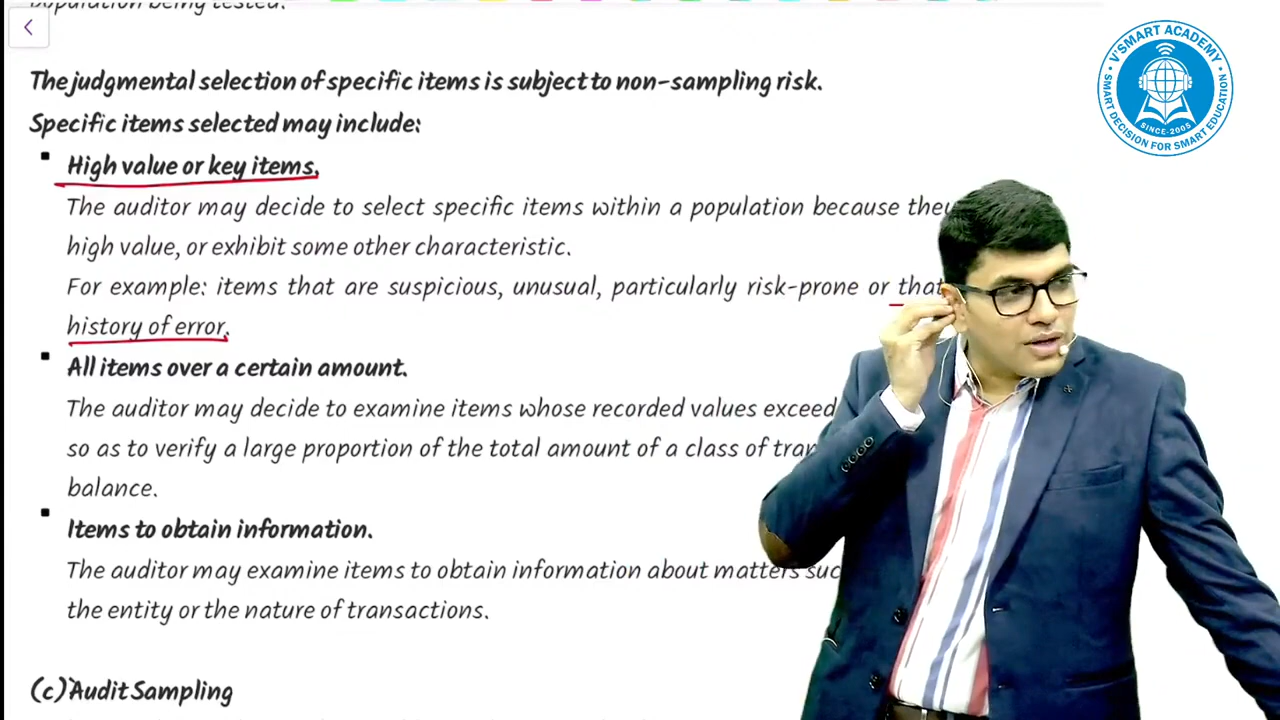 population being tested.
The judgmental selection of specific items is subject to non-sampling risk.
Specific items selected may include:
High value or key items.
The auditor may decide to select specific items within a population because they
high value, or exhibit some other characteristic.
For example: items that are suspicious, unusual, particularly risk-prone or that
history of error.
All items over a certain amount.
The auditor may decide to examine items whose recorded values exceed
so as to verify a large proportion of the total amount of a class of tran
balance.
Items to obtain information.
The auditor may examine items to obtain information about matters suc
the entity or the nature of transactions.
(c) Audit Sampling
V'SMART ACADEMY
SINCE-2005
SMART DECISION FOR SMART EDUCATION